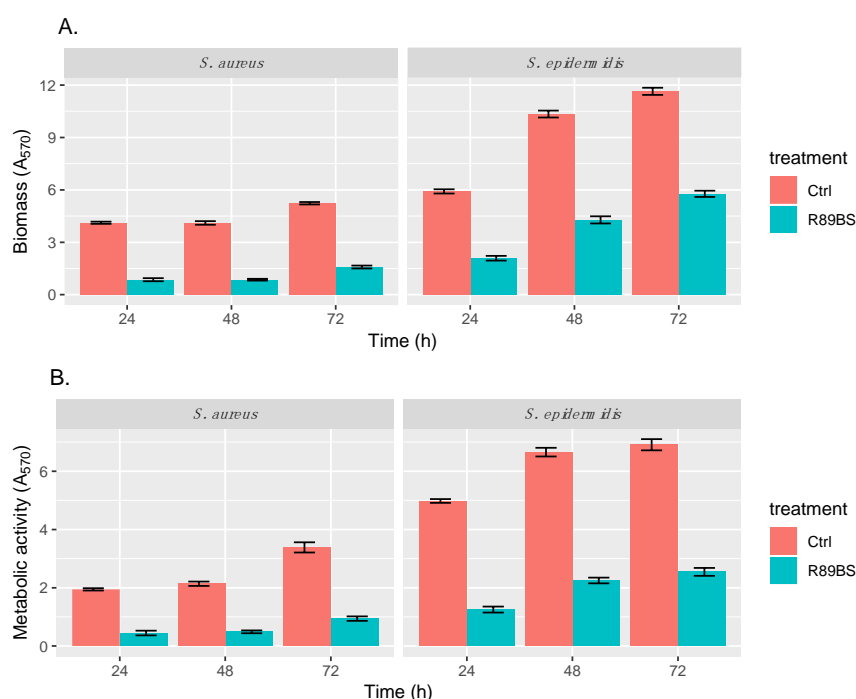 A.
S. aureus S. epidermidis
12
9
6
3
0
Biomass (A570)
24 48 72 24 48 72
Time (h)
treatment
Ctrl
R89BS
B.
S. aureus S. epidermidis
6
4
2
0
Metabolic activity (A570)
24 48 72 24 48 72
Time (h)
treatment
Ctrl
R89BS